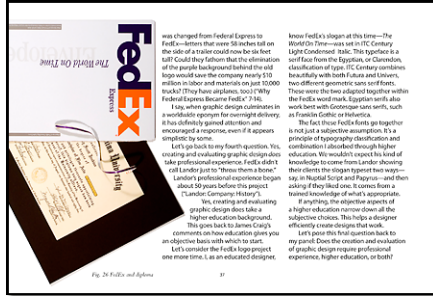 The World On Time
FedEx
Express
was changed from Federal Express to
FedEx—letters that were 58 inches tall on
the side of a trailer could now be six feet
tall? Could they fathom that the elimination
of the purple background behind the old
logo would save the company nearly $10
million in labor and materials on just 10,000
trucks? (They have airplanes, too.) ("Why
Federal Express Became FedEx" 7-14).
I say, when graphic design culminates in
a worldwide eponym for overnight delivery,
it has definitely gained attention and
encouraged a response, even if it appears
simplistic by some.
Let's go back to my fourth question. Yes,
creating and evaluating graphic design does
take professional experience. FedEx didn't
call Landor just to "throw them a bone."
Landor's professional experience began
about 50 years before this project
("Landor: Company: History").
Yes, creating and evaluating
graphic design does take a
higher education background.
This goes back to James Craig's
comments on how education gives you
an objective basis with which to start.
Let's continue the FedEx logo project
one more time. I, as an educated designer,
know FedEx's slogan at this time—The
World On Time—was set in ITC Century
Light Condensed Italic. This typeface is a
serif face from the Egyptian, or Clarendon,
classification of type. ITC Century combines
beautifully with both Futura and Univers,
two different geometric sans serif fonts.
These were the two adapted together within
the FedEx word mark. Egyptian serifs also
work best with Grotesque sans serifs, such
as Franklin Gothic or Helvetica.
The fact these FedEx fonts go together
is not just a subjective assumption. It's a
principle of typography classification and
combination I absorbed through higher
education. We wouldn't expect his kind of
knowledge to come from Landor showing
their clients the slogan typeset two ways—
say, in Nuptial Script and Papyrus—and then
asking if they liked one. It comes from a
trained knowledge of what's appropriate.
If anything, the objective aspects of
a higher education narrow down all the
subjective choices. This helps a designer
efficiently create designs that work.
Let's pose this final question back to
my panel: Does the creation and evaluation
of graphic design require professional
experience, higher education, or both?
Fig. 26 FedEx and diploma
37